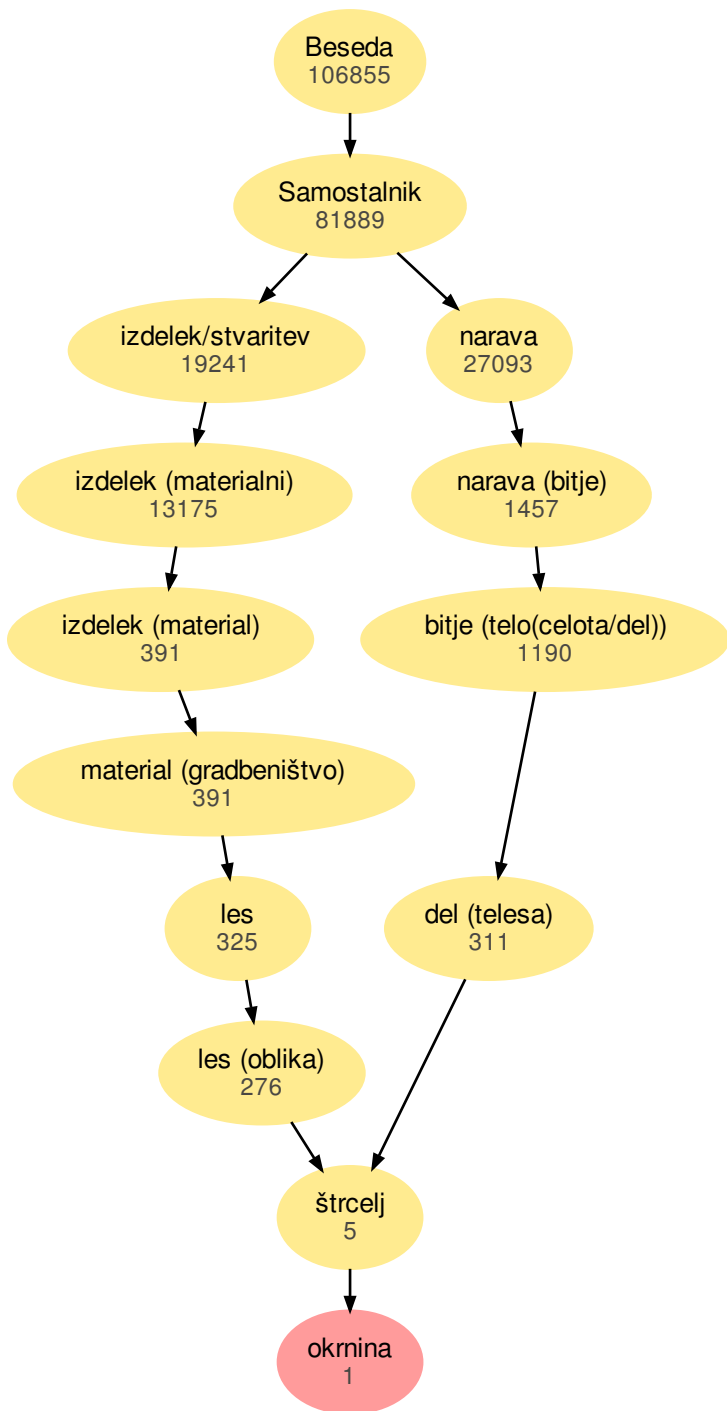 Beseda
106855
Samostalnik
81889
izdelek/stvaritev
19241
narava
27093
izdelek (materialni)
13175
narava (bitje)
1457
izdelek (material)
391
bitje (telo(celota/del))
1190
material (gradbeništvo)
391
les
325
del (telesa)
311
les (oblika)
276
štrcelj
5
okrnina
1